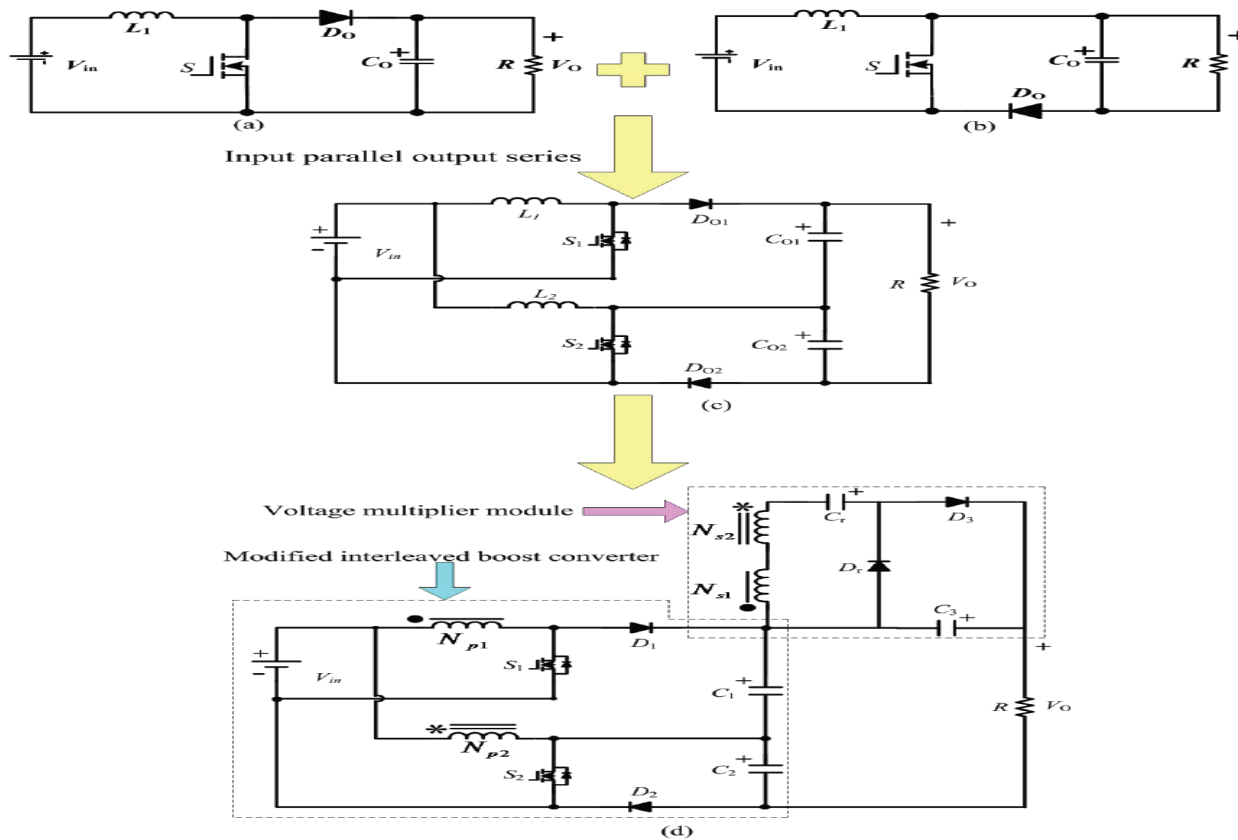 L1
DO
+
+
Vin
S
CO
R
VO
(a)
L1
+
+
Vin
S
CO
R
DO
(b)
Input parallel output series
L1
DO1
+
+
-
Vin
S1
+
CO1
L2
R
VO
S2
+
CO2
DO2
(c)
Voltage multiplier module
*
Cr
+
D3
Ns2
Dr
Modified interleaved boost converter
Ns1
C3
+
Np1
D1
+
+
-
Vin
S1
+
C1
*
Np2
R
VO
S2
+
C2
D2
(d)